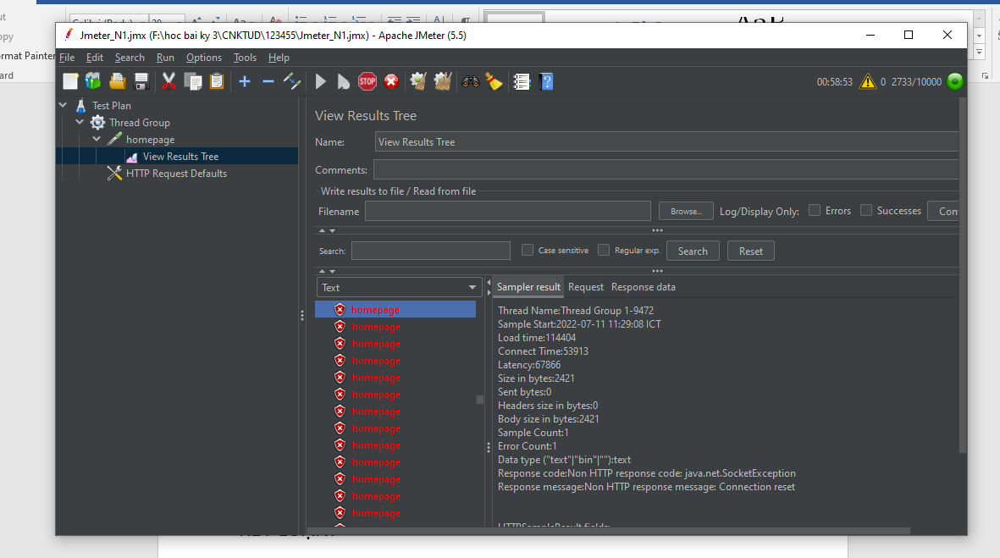 Jmeter_N1.jmx (F:\hoc bai ky 3\CNKTUD\123455\Jmeter_N1.jmx) - Apache JMeter (5.5)
ormat Painter
File Edit Search Run Options Tools Help
STOP
00:58:53 0 2733/10000
Test Plan
Thread Group
homepage
View Results Tree
HTTP Request Defaults
View Results Tree
Name: View Results Tree
Comments:
Write results to file / Read from file
Filename Browse... Log/Display Only: Errors Successes Con
Search: Case sensitive Regular exp. Search Reset
Text
homepage
homepage
homepage
homepage
homepage
homepage
homepage
homepage
homepage
homepage
homepage
homepage
homepage
Sampler result Request Response data
Thread Name:Thread Group 1-9472
Sample Start:2022-07-11 11:29:08 ICT
Load time:114404
Connect Time:53913
Latency:67866
Size in bytes:2421
Sent bytes:0
Headers size in bytes:0
Body size in bytes:2421
Sample Count:1
Error Count:1
Data type ("text"|"bin"|""):text
Response code:Non HTTP response code: java.net.SocketException
Response message:Non HTTP response message: Connection reset
HTTPSampleResult fields: